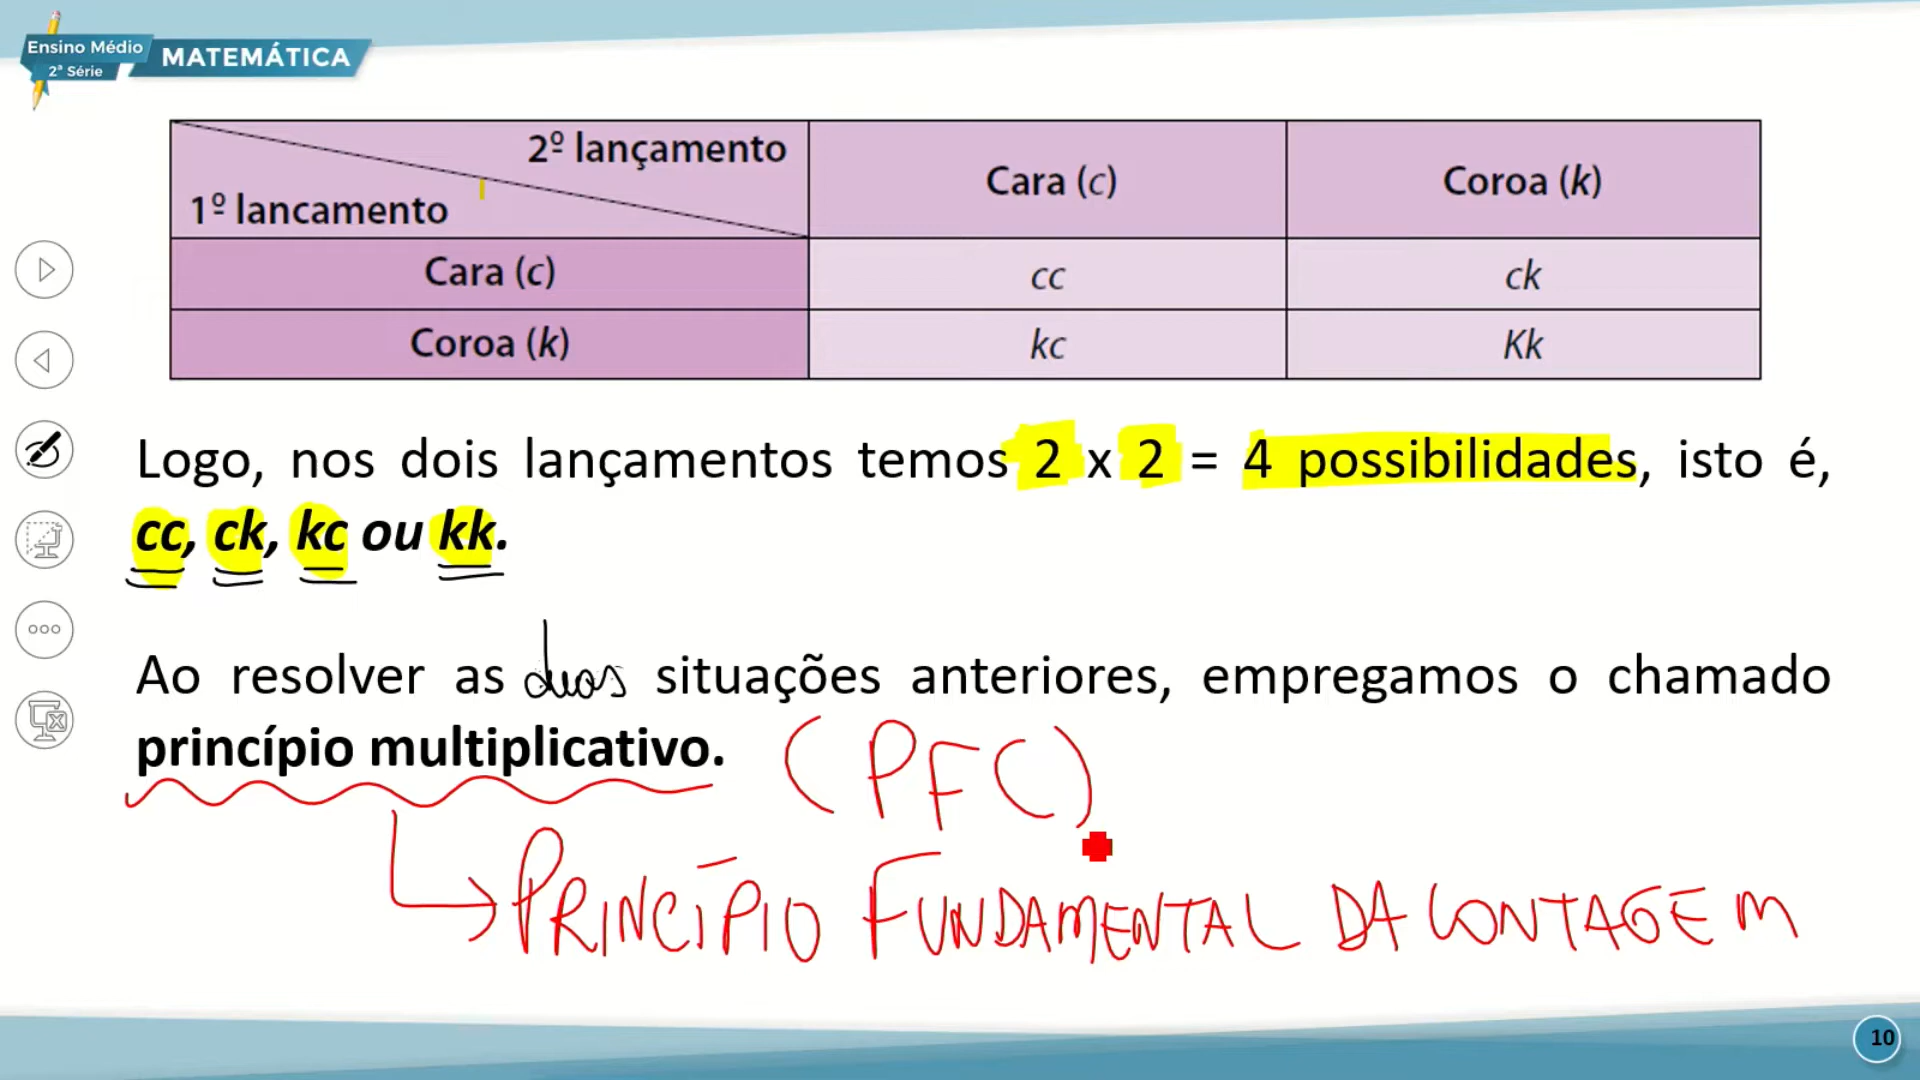 Ensino Médio
2ª Série
MATEMÁTICA
2º lançamento
1º lancamento
Cara (c)
Coroa (k)
Cara (c)
cc
ck
Coroa (k)
kc
Kk
Logo, nos dois lançamentos temos 2 x 2 = 4 possibilidades, isto é,
cc, ck, kc ou kk.
Ao resolver as duas situações anteriores, empregamos o chamado
princípio multiplicativo. (PFC)
PRINCÍPIO FUNDAMENTAL DA CONTAGEM
10